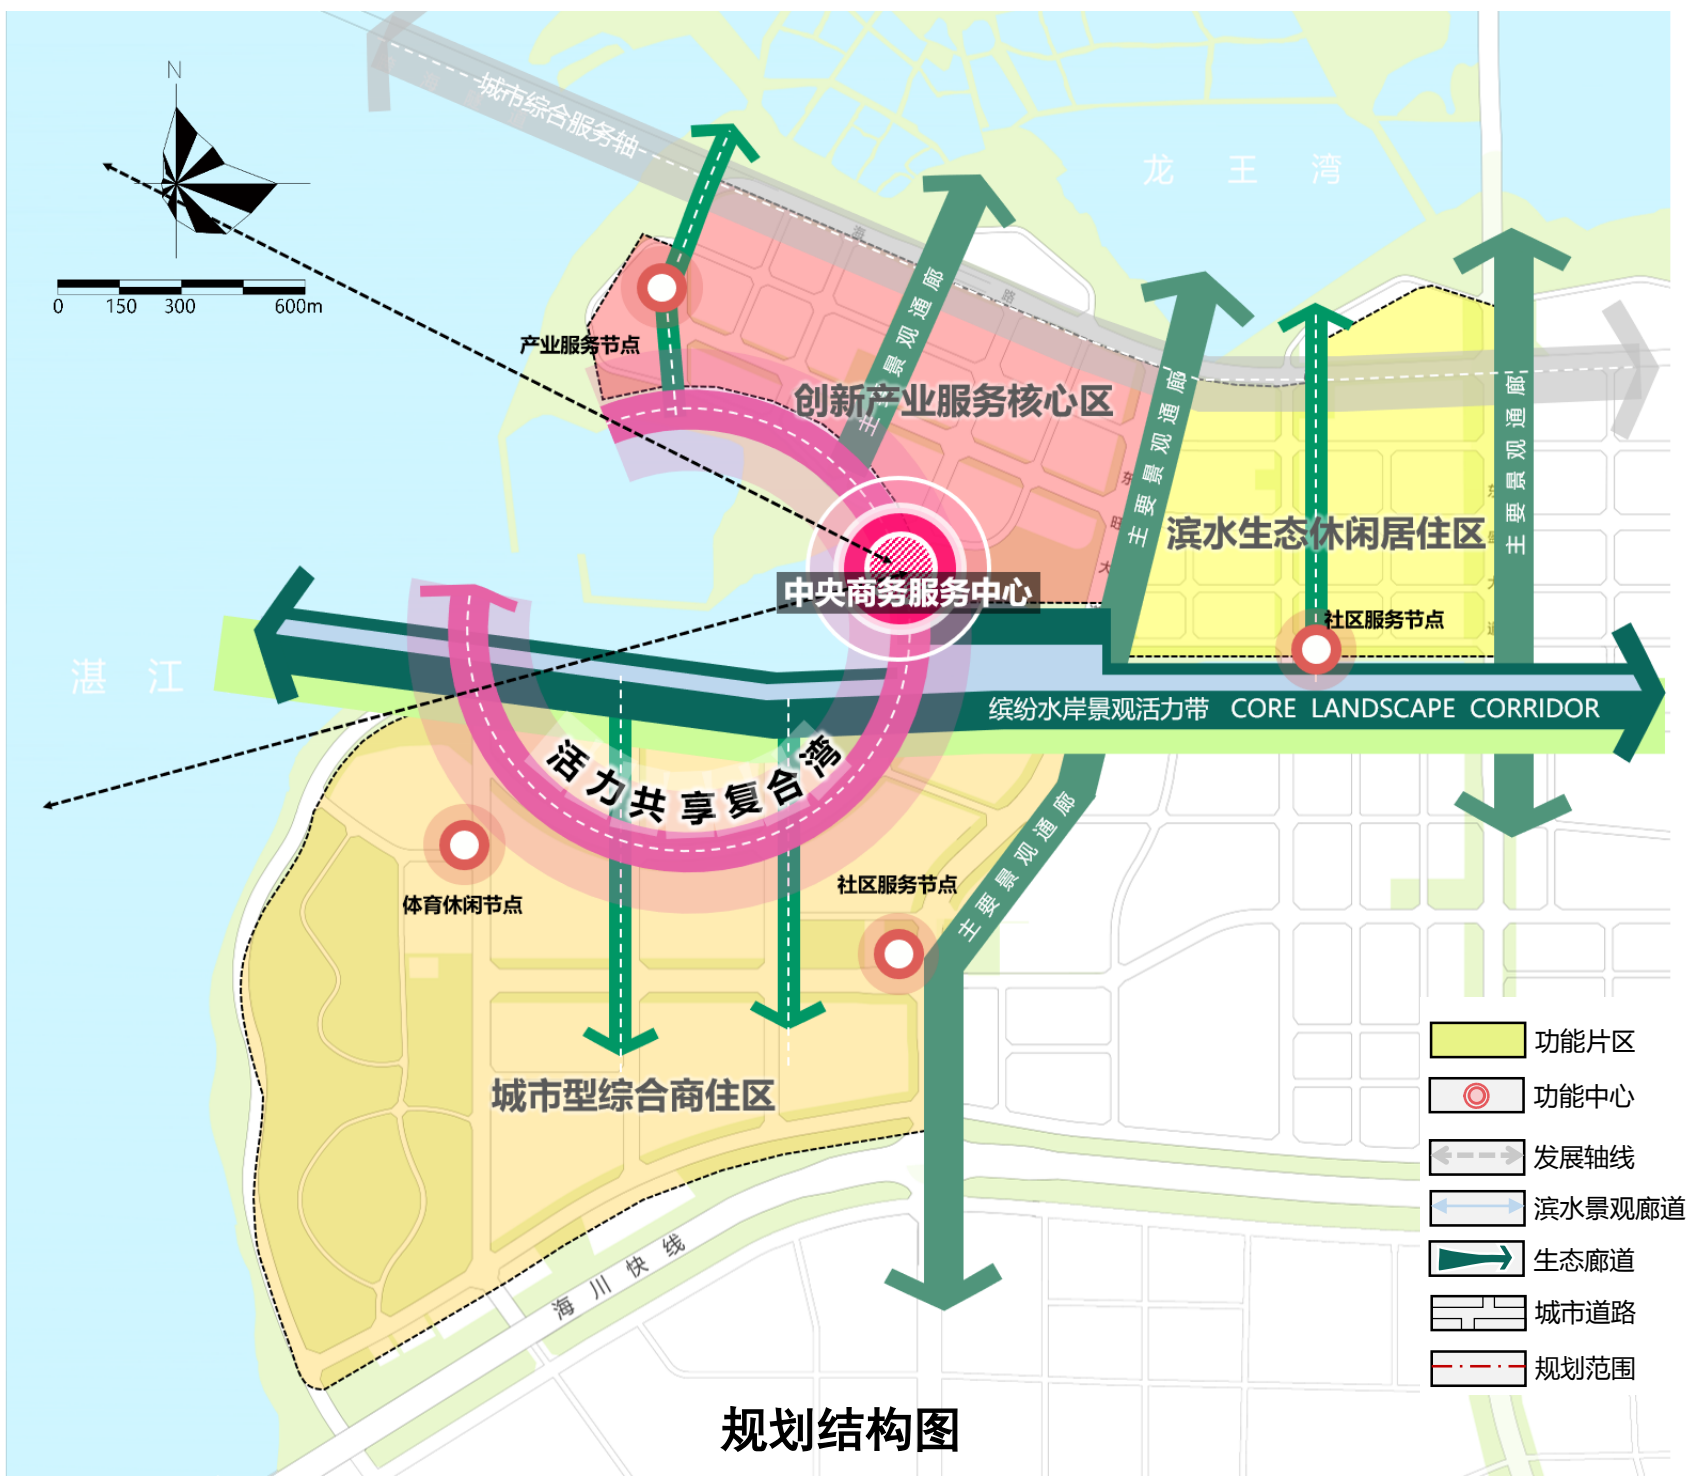 N
0 150 300 600m
城市综合服务轴
龙王湾
产业服务节点
主要景观通廊
创新产业服务核心区
主要景观通廊
主要景观通廊
东旺大
滨水生态休闲居住区
中央商务服务中心
社区服务节点
湛江
缤纷水岸景观活力带 CORE LANDSCAPE CORRIDOR
活力共享复合湾
主要景观通廊
体育休闲节点
社区服务节点
城市型综合商住区
海川快线
功能片区
功能中心
发展轴线
滨水景观廊道
生态廊道
城市道路
规划范围
规划结构图